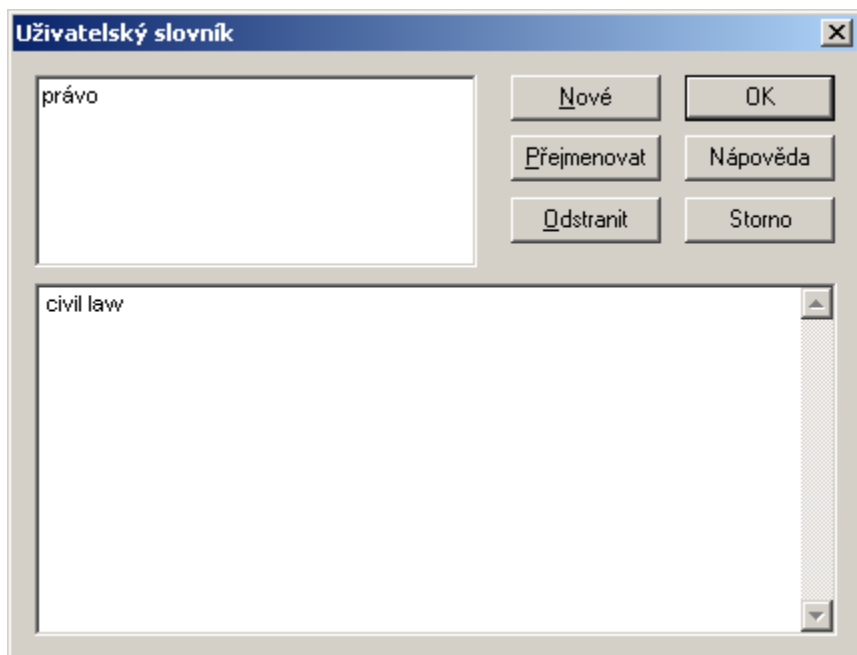 Uživatelský slovník
právo
Nové
OK
Přejmenovat
Nápověda
Odstranit
Storno
civil law